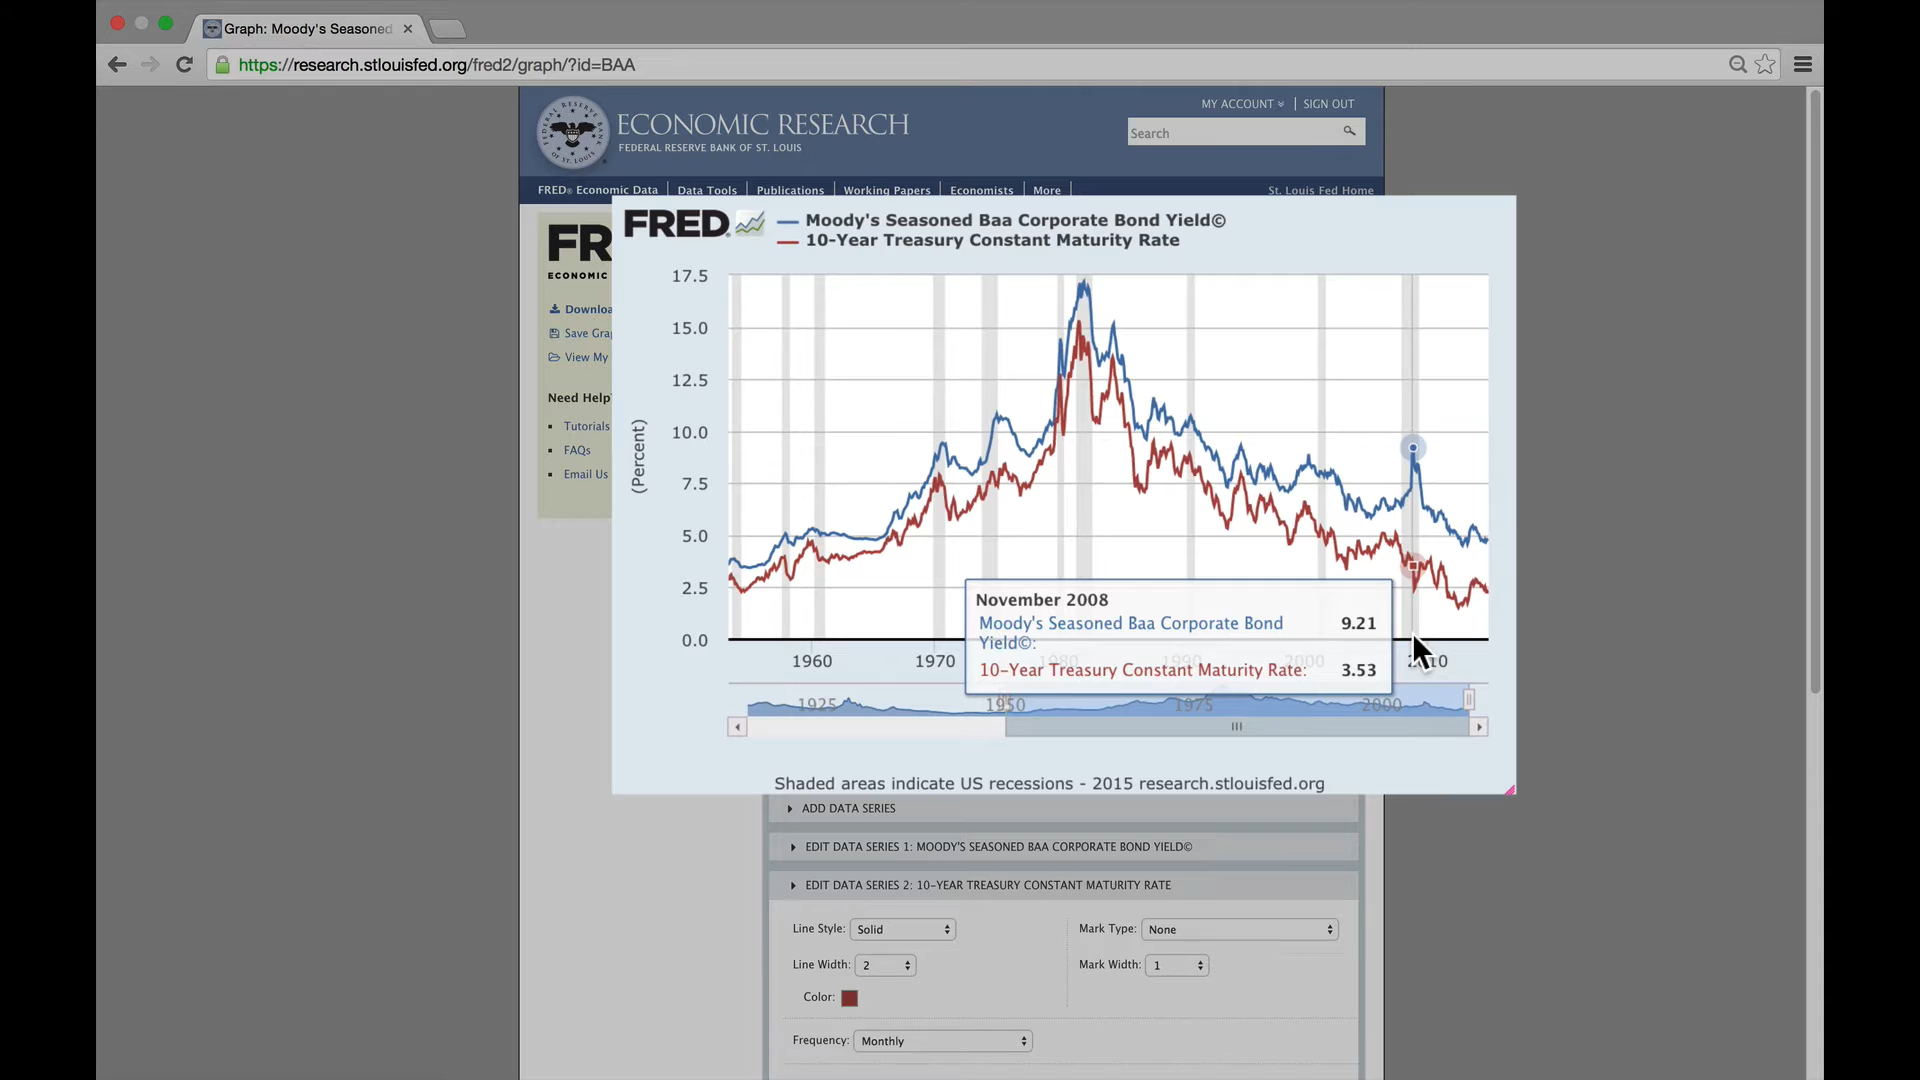 Graph: Moody's Seasoned
https://research.stlouisfed.org/fred2/graph/?id=BAA
MY ACCOUNT SIGN OUT
ECONOMIC RESEARCH
FEDERAL RESERVE BANK OF ST. LOUIS
Search
FRED® Economic Data Data Tools Publications Working Papers Economists More St. Louis Fed Home
FR
ECONOMIC
Downloa
Save Gra
View My
Need Help?
Tutorials
FAQs
Email Us
FRED
Moody's Seasoned Baa Corporate Bond Yield©
10-Year Treasury Constant Maturity Rate
17.5
15.0
12.5
10.0
7.5
5.0
2.5
0.0
(Percent)
November 2008
Moody's Seasoned Baa Corporate Bond 9.21
Yield©:
10-Year Treasury Constant Maturity Rate: 3.53
1960 1970 1980 1990 2000 2010
1925 1950 1975 2000
Shaded areas indicate US recessions - 2015 research.stlouisfed.org
ADD DATA SERIES
EDIT DATA SERIES 1: MOODY'S SEASONED BAA CORPORATE BOND YIELD©
EDIT DATA SERIES 2: 10-YEAR TREASURY CONSTANT MATURITY RATE
Line Style: Solid Mark Type: None
Line Width: 2 Mark Width: 1
Color:
Frequency: Monthly